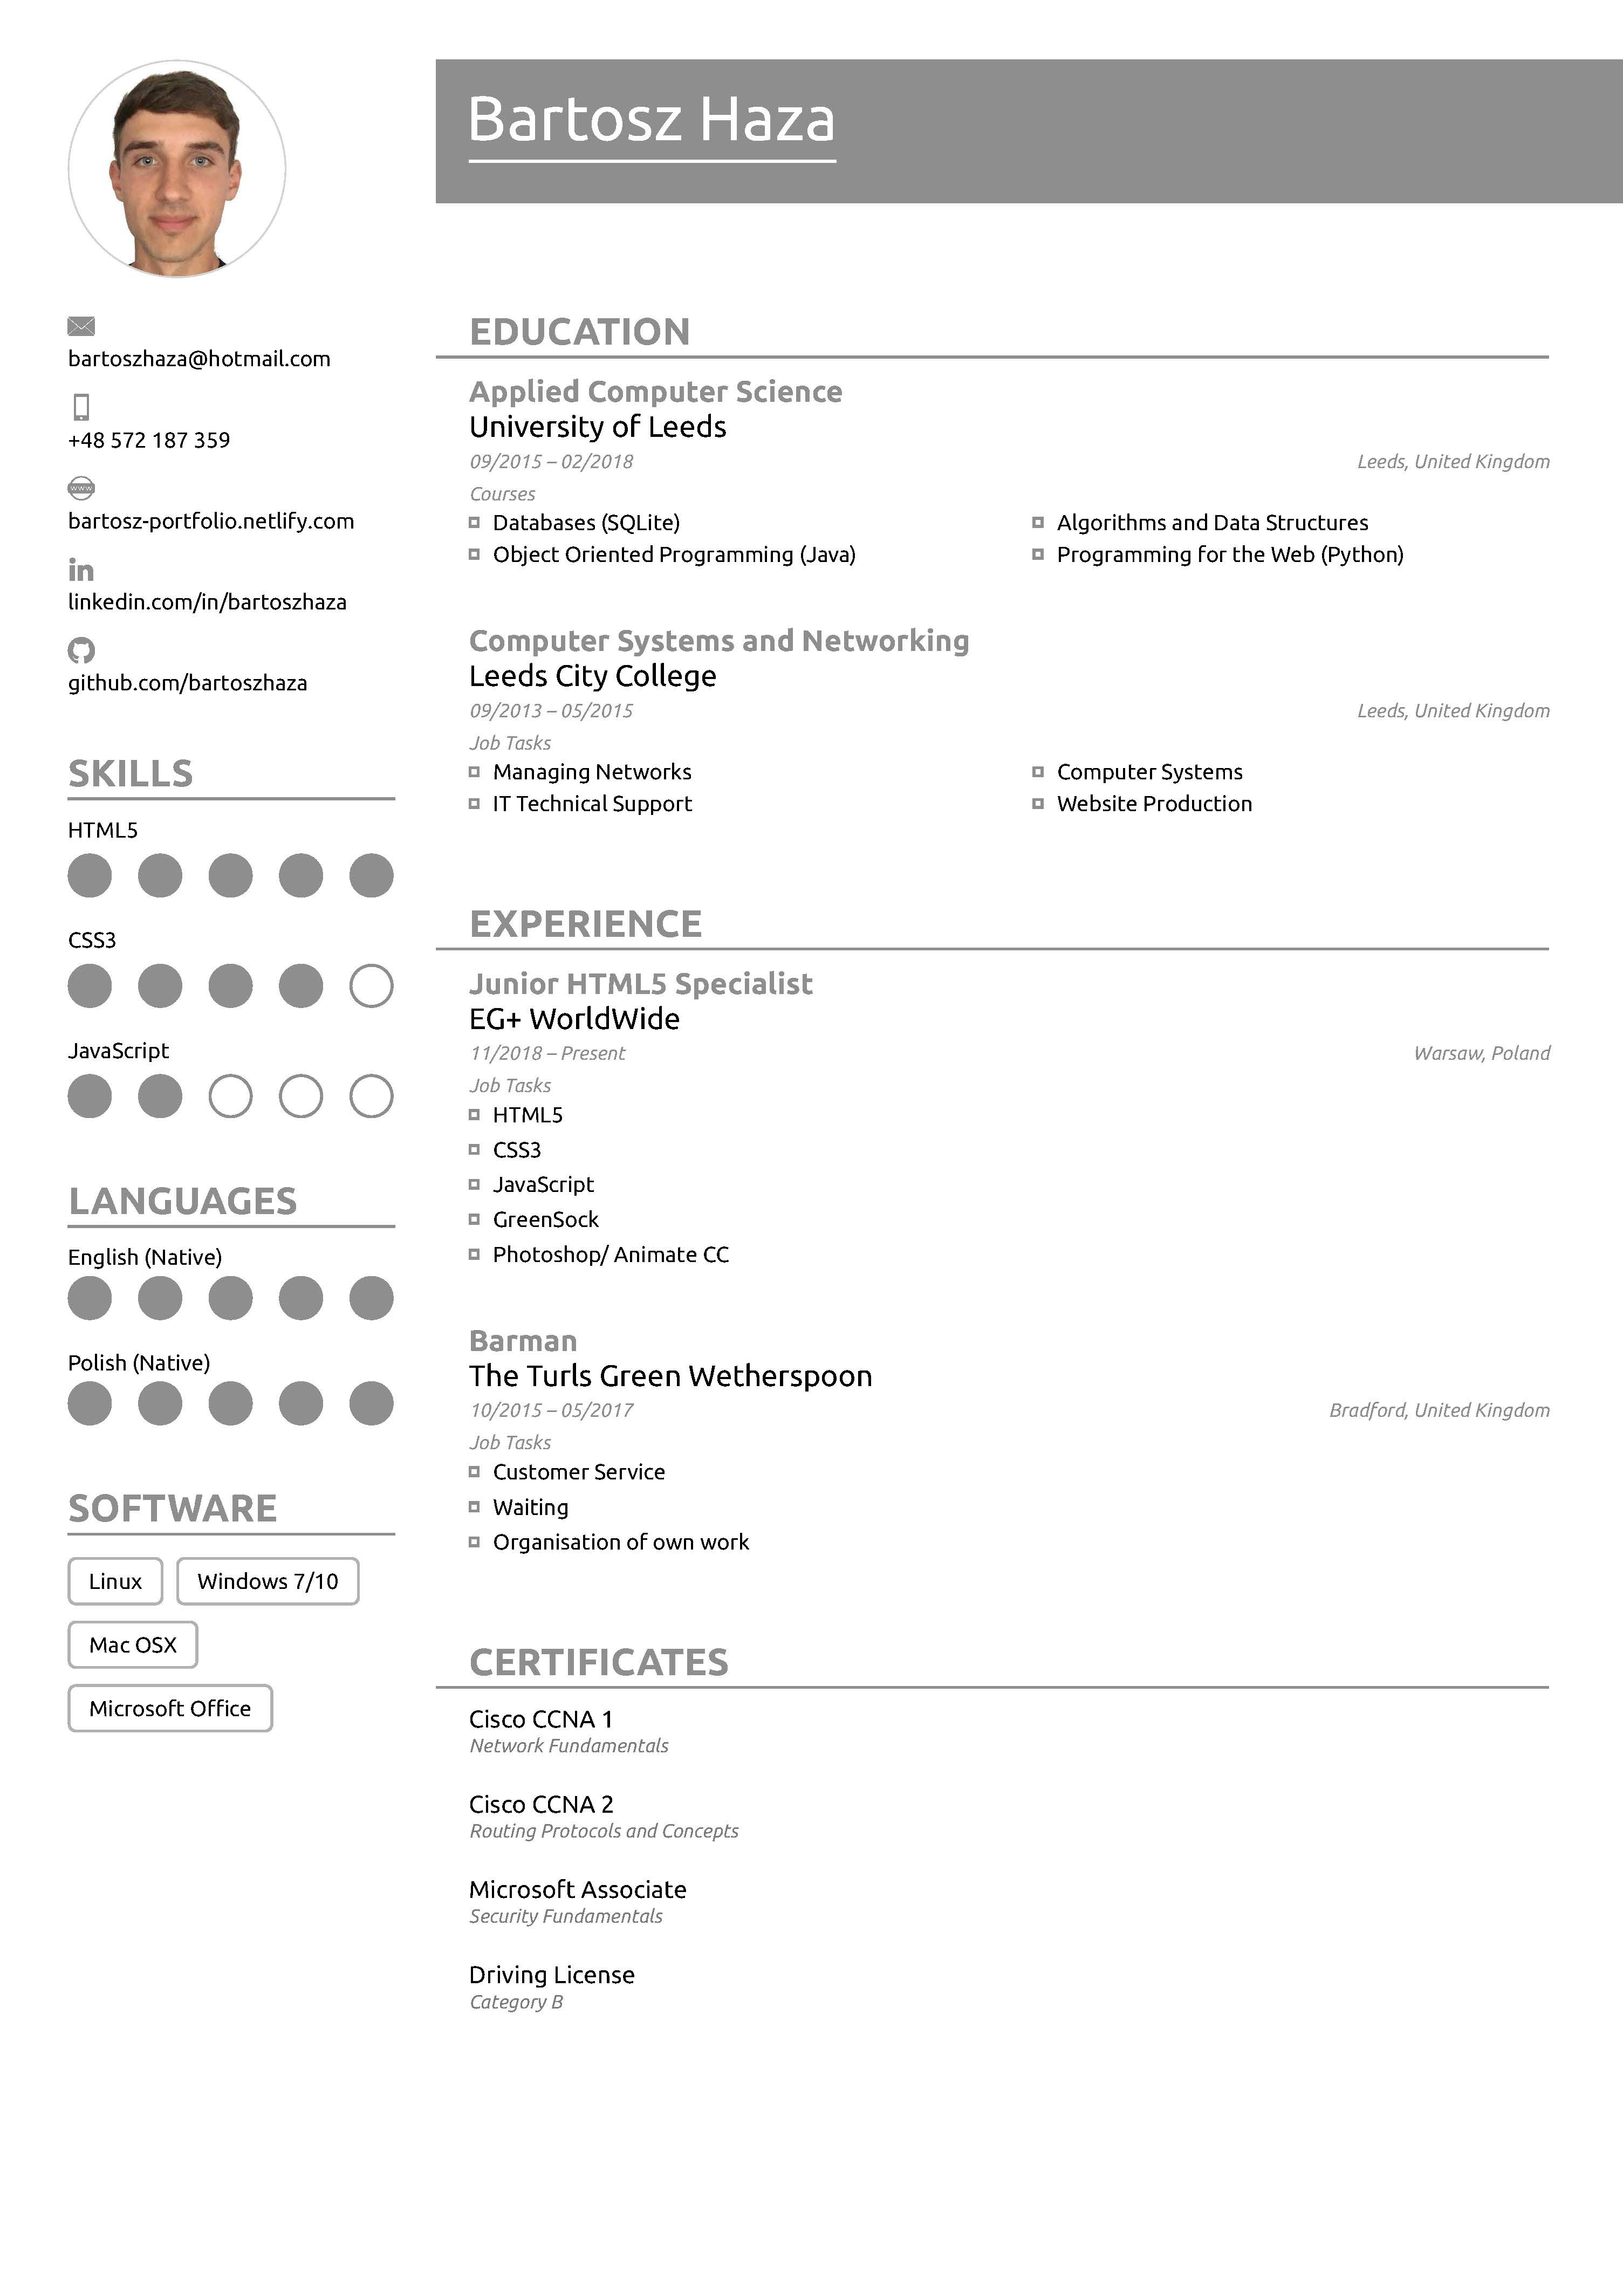 Bartosz Haza
bartoszhaza@hotmail.com
+48 572 187 359
www
bartosz-portfolio.netlify.com
in
linkedin.com/in/bartoszhaza
github.com/bartoszhaza
SKILLS
HTML5
CSS3
JavaScript
LANGUAGES
English (Native)
Polish (Native)
SOFTWARE
Linux Windows 7/10
Mac OSX
Microsoft Office
EDUCATION
Applied Computer Science
University of Leeds
09/2015 – 02/2018 Leeds, United Kingdom
Courses
Databases (SQLite) Algorithms and Data Structures
Object Oriented Programming (Java) Programming for the Web (Python)
Computer Systems and Networking
Leeds City College
09/2013 – 05/2015 Leeds, United Kingdom
Job Tasks
Managing Networks Computer Systems
IT Technical Support Website Production
EXPERIENCE
Junior HTML5 Specialist
EG+ WorldWide
11/2018 – Present Warsaw, Poland
Job Tasks
HTML5
CSS3
JavaScript
GreenSock
Photoshop/ Animate CC
Barman
The Turls Green Wetherspoon
10/2015 – 05/2017 Bradford, United Kingdom
Job Tasks
Customer Service
Waiting
Organisation of own work
CERTIFICATES
Cisco CCNA 1
Network Fundamentals
Cisco CCNA 2
Routing Protocols and Concepts
Microsoft Associate
Security Fundamentals
Driving License
Category B